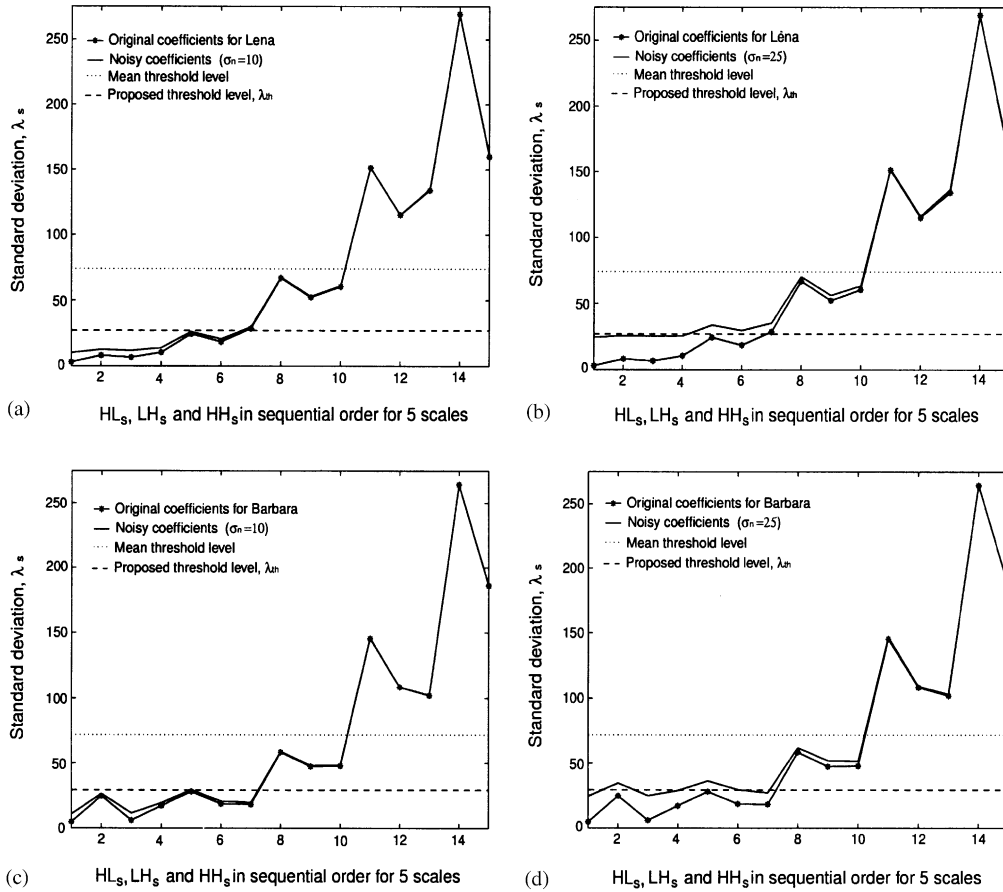 250
200
150
100
50
0
Standard deviation, λ s
Original coefficients for Lena
Noisy coefficients (σn=10)
Mean threshold level
Proposed threshold level, λth
2 4 6 8 10 12 14
(a)
HLs, LHs and HHs in sequential order for 5 scales
250
200
150
100
50
0
Standard deviation, λ s
Original coefficients for Léna
Noisy coefficients (σn=25)
Mean threshold level
Proposed threshold level, λth
2 4 6 8 10 12 14
(b)
HLs, LHs and HHs in sequential order for 5 scales
250
200
150
100
50
0
Standard deviation, λ s
Original coefficients for Barbara
Noisy coefficients (σn=10)
Mean threshold level
Proposed threshold level, λth
2 4 6 8 10 12 14
(c)
HLs, LHs and HHs in sequential order for 5 scales
250
200
150
100
50
0
Standard deviation, λ s
Original coefficients for Barbara
Noisy coefficients (σn=25)
Mean threshold level
Proposed threshold level, λth
2 4 6 8 10 12 14
(d)
HLs, LHs and HHs in sequential order for 5 scales